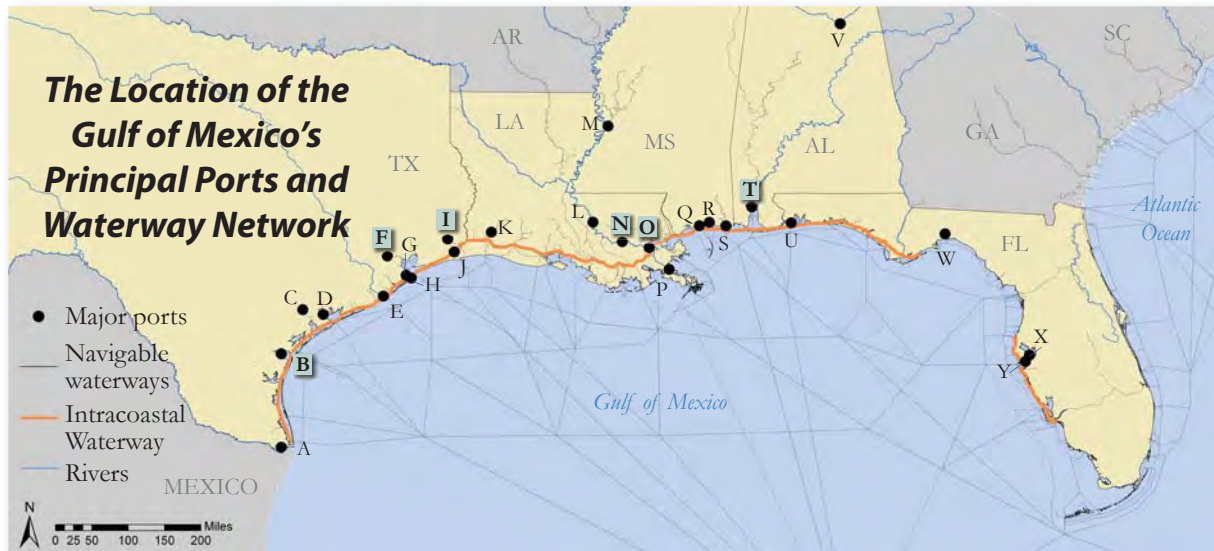 The Location of the
Gulf of Mexico's
Principal Ports and
Waterway Network
AR
SC
V
LA
M
MS
GA
TX
AL
T
Atlantic
Ocean
L
N
O
Q
R
I
K
F
S
U
FL
W
G
J
H
P
C
D
E
X
Y
B
A
Major ports
Navigable
waterways
Intracoastal
Waterway
Rivers
Gulf of Mexico
MEXICO
N
Miles
0 25 50 100 150 200